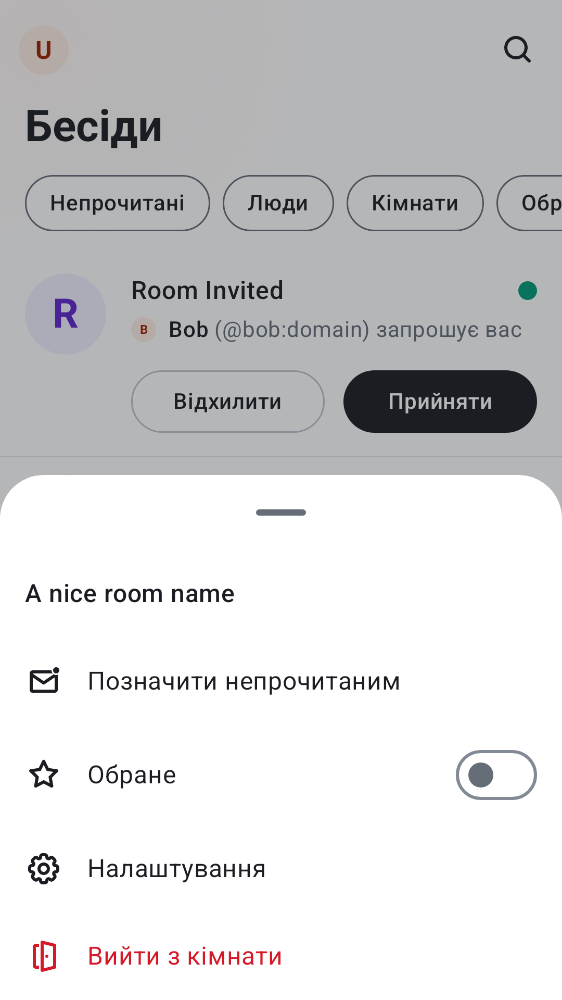 U
Бесіди
Непрочитані Люди Кімнати Обр
R
Room Invited
B Bob (@bob:domain) запрошує вас
Відхилити Прийняти
A nice room name
Позначити непрочитаним
Обране
Налаштування
Вийти з кімнати